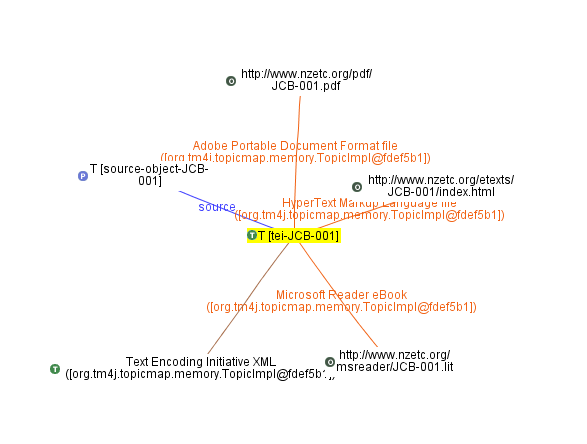 O http://www.nzetc.org/pdf/
JCB-001.pdf
Adobe Portable Document Format file
([org.tm4j.topicmap.memory.TopicImpl@fdef5b1])
P T [source-object-JCB-
001]
O http://www.nzetc.org/etexts/
JCB-001/index.html
source
HyperText Markup Language file
([org.tm4j.topicmap.memory.TopicImpl@fdef5b1])
T T [tei-JCB-001]
Microsoft Reader eBook
([org.tm4j.topicmap.memory.TopicImpl@fdef5b1])
O http://www.nzetc.org/
msreader/JCB-001.lit
T Text Encoding Initiative XML
([org.tm4j.topicmap.memory.TopicImpl@fdef5b1])